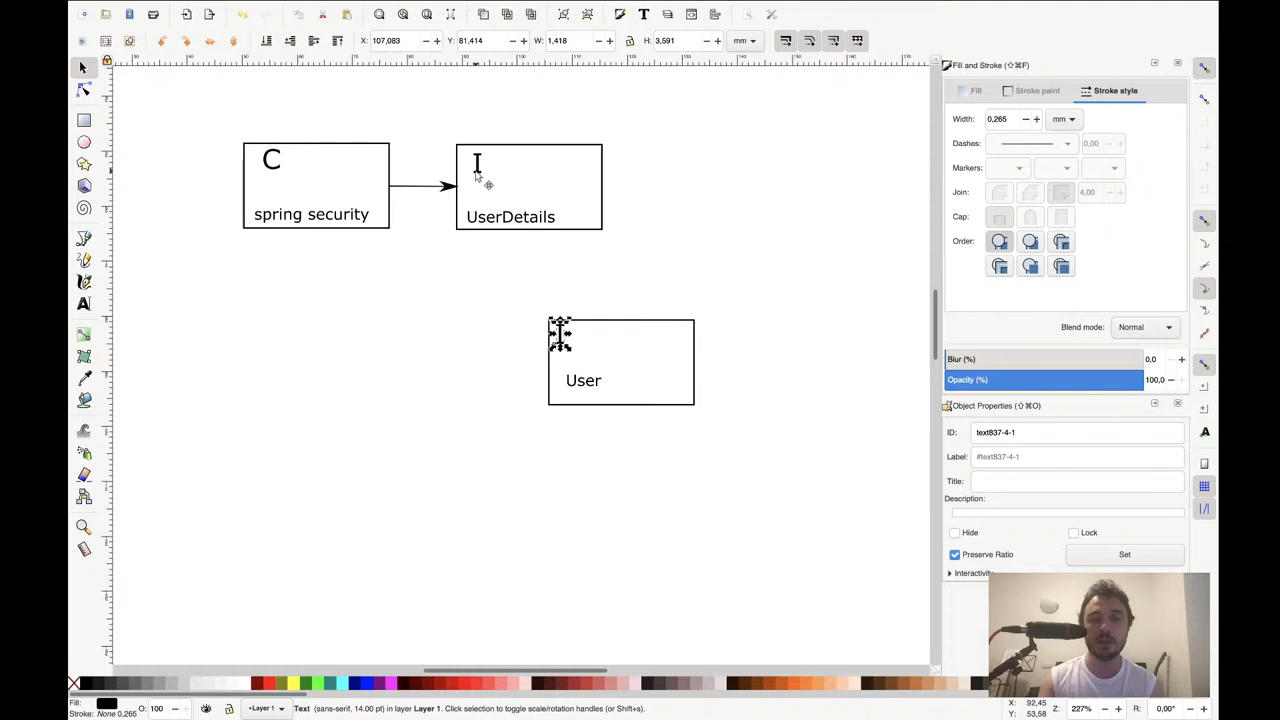 X:
107,083
Y:
81,414
W:
1,418
H:
3,591
mm
Fill and Stroke (⇧⌘F)
Fill
Stroke paint
Stroke style
Width:
0,265
mm
Dashes:
0,00
Markers:
Join:
4,00
Cap:
Order:
C
spring security
I
UserDetails
I
User
Blend mode:
Normal
Blur (%)
0,0
Opacity (%)
100,0
Object Properties (⇧⌘O)
ID:
text837-4-1
Label:
#text837-4-1
Title:
Description:
Hide
Lock
Preserve Ratio
Set
Interactivity
Fill:
Stroke: None 0,265
O: 100
Layer 1
Text (sans-serif, 14.00 pt) in layer Layer 1. Click selection to toggle scale/rotation handles (or Shift+s).
X: 92,45
Y: 53,58
Z: 227%
R: 0,00°